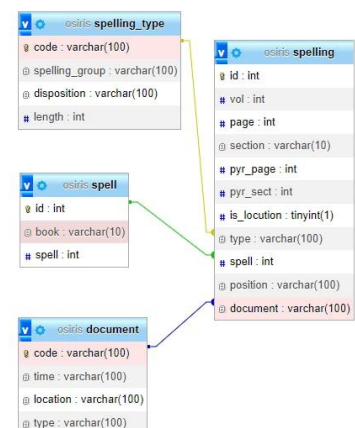 osiris spelling_type
code : varchar(100)
spelling_group : varchar(100)
disposition : varchar(100)
length : int
osiris spelling
id : int
vol : int
page : int
section : varchar(10)
pyr_page : int
pyr_sect : int
is_locution : tinyint(1)
type : varchar(100)
spell : int
position : varchar(100)
document : varchar(100)
osiris spell
id : int
book : varchar(10)
spell : int
osiris document
code : varchar(100)
time : varchar(100)
location : varchar(100)
type : varchar(100)